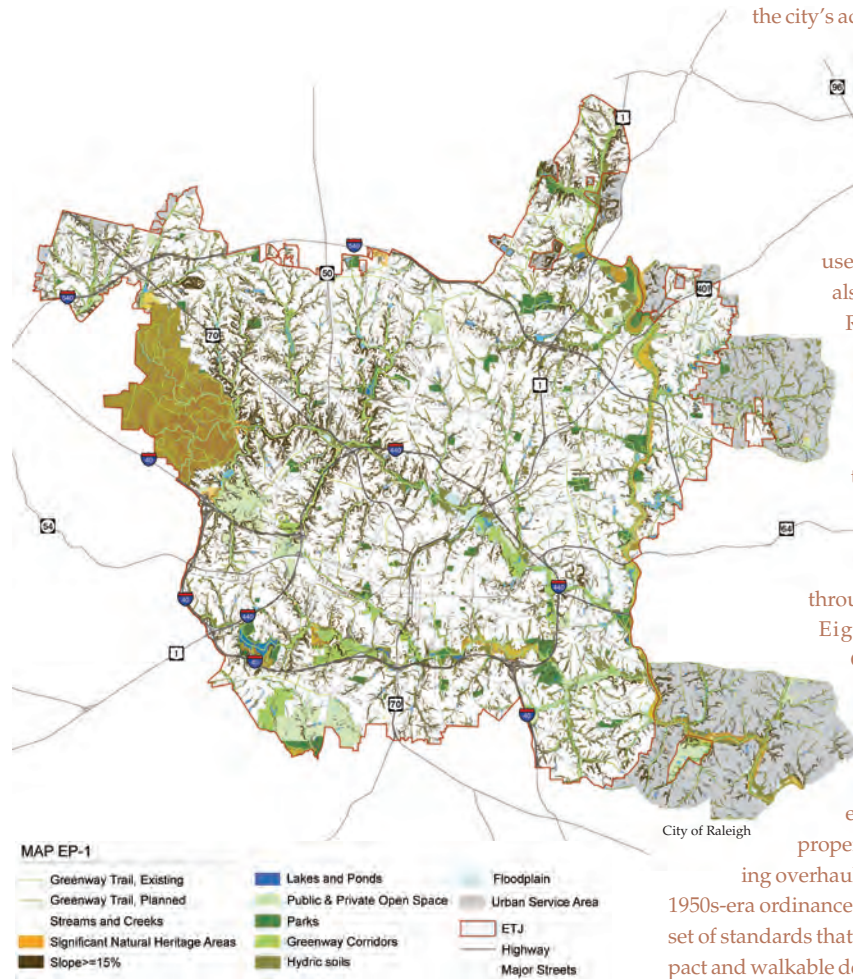 the city's ac
96
1
540
50
use
401
als
R
540
70
1
40
440
54
t
64
440
40
throu
440
Eig
1
40
70
40
e
City of Raleigh
prope
MAP EP-1
ing overhau
Greenway Trail, Existing
Greenway Trail, Planned
Streams and Creeks
Significant Natural Heritage Areas
Slope>=15%
Lakes and Ponds
Public & Private Open Space
Parks
Greenway Corridors
Hydric soils
Floodplain
Urban Service Area
ETJ
Highway
Major Streets
1950s-era ordinance
set of standards that
pact and walkable de